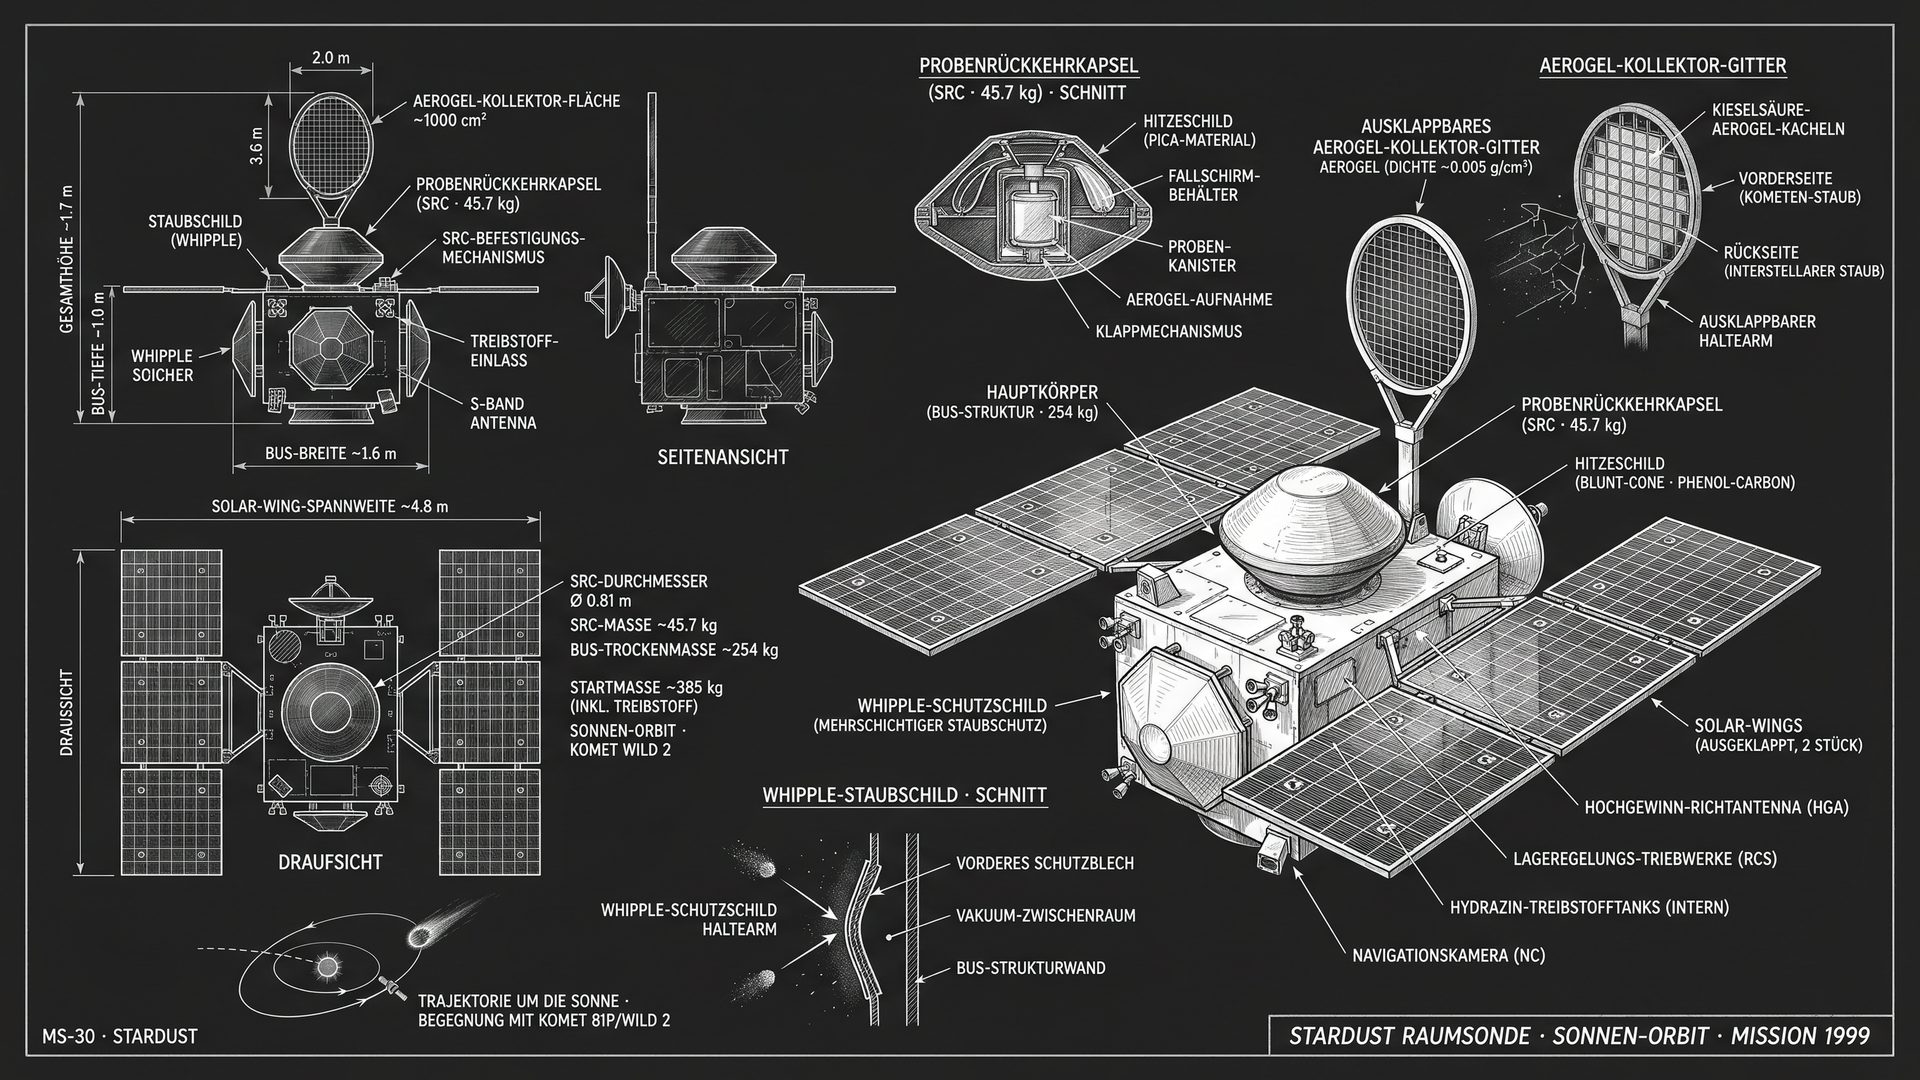 2.0 m
3.6 m
AEROGEL-KOLLEKTOR-FLÄCHE
~1000 cm²
GESAMTHÖHE ~1.7 m
BUS-TIEFE ~1.0 m
PROBENRÜCKKEHRKAPSEL
(SRC · 45.7 kg)
STAUBSCHILD
(WHIPPLE)
SRC-BEFESTIGUNGS-
MECHANISMUS
WHIPPLE
SOICHER
TREIBSTOFF-
EINLASS
S-BAND
ANTENNA
BUS-BREITE ~1.6 m
SEITENANSICHT
PROBENRÜCKKEHRKAPSEL
(SRC · 45.7 kg) · SCHNITT
HITZESCHILD
(PICA-MATERIAL)
FALLSCHIRM-
BEHÄLTER
PROBEN-
KANISTER
AEROGEL-AUFNAHME
KLAPPMECHANISMUS
AEROGEL-KOLLEKTOR-GITTER
KIESELSÄURE-
AEROGEL-KACHELN
VORDERSEITE
(KOMETEN-STAUB)
RÜCKSEITE
(INTERSTELLARER STAUB)
AUSKLAPPBARER
HALTEARM
AUSKLAPPBARES
AEROGEL-KOLLEKTOR-GITTER
AEROGEL (DICHTE ~0.005 g/cm³)
HAUPTKÖRPER
(BUS-STRUKTUR · 254 kg)
PROBENRÜCKKEHRKAPSEL
(SRC · 45.7 kg)
HITZESCHILD
(BLUNT-CONE · PHENOL-CARBON)
WHIPPLE-SCHUTZSCHILD
(MEHRSCHICHTIGER STAUBSCHUTZ)
SOLAR-WINGS
(AUSGEKLAPPT, 2 STÜCK)
HOCHGEWINN-RICHTANTENNA (HGA)
LAGEREGELUNGS-TRIEBWERKE (RCS)
HYDRAZIN-TREIBSTOFFTANKS (INTERN)
NAVIGATIONSKAMERA (NC)
SOLAR-WING-SPANNWEITE ~4.8 m
DRAUSSICHT
SRC-DURCHMESSER
Ø 0.81 m
SRC-MASSE ~45.7 kg
BUS-TROCKENMASSE ~254 kg
STARTMASSE ~385 kg
(INKL. TREIBSTOFF)
SONNEN-ORBIT ·
KOMET WILD 2
DRAUFSICHT
WHIPPLE-STAUBSCHILD · SCHNITT
VORDERES SCHUTZBLECH
WHIPPLE-SCHUTZSCHILD
HALTEARM
VAKUUM-ZWISCHENRAUM
BUS-STRUKTURWAND
TRAJEKTORIE UM DIE SONNE ·
BEGEGNUNG MIT KOMET 81P/WILD 2
MS-30 · STARDUST
STARDUST RAUMSONDE · SONNEN-ORBIT · MISSION 1999